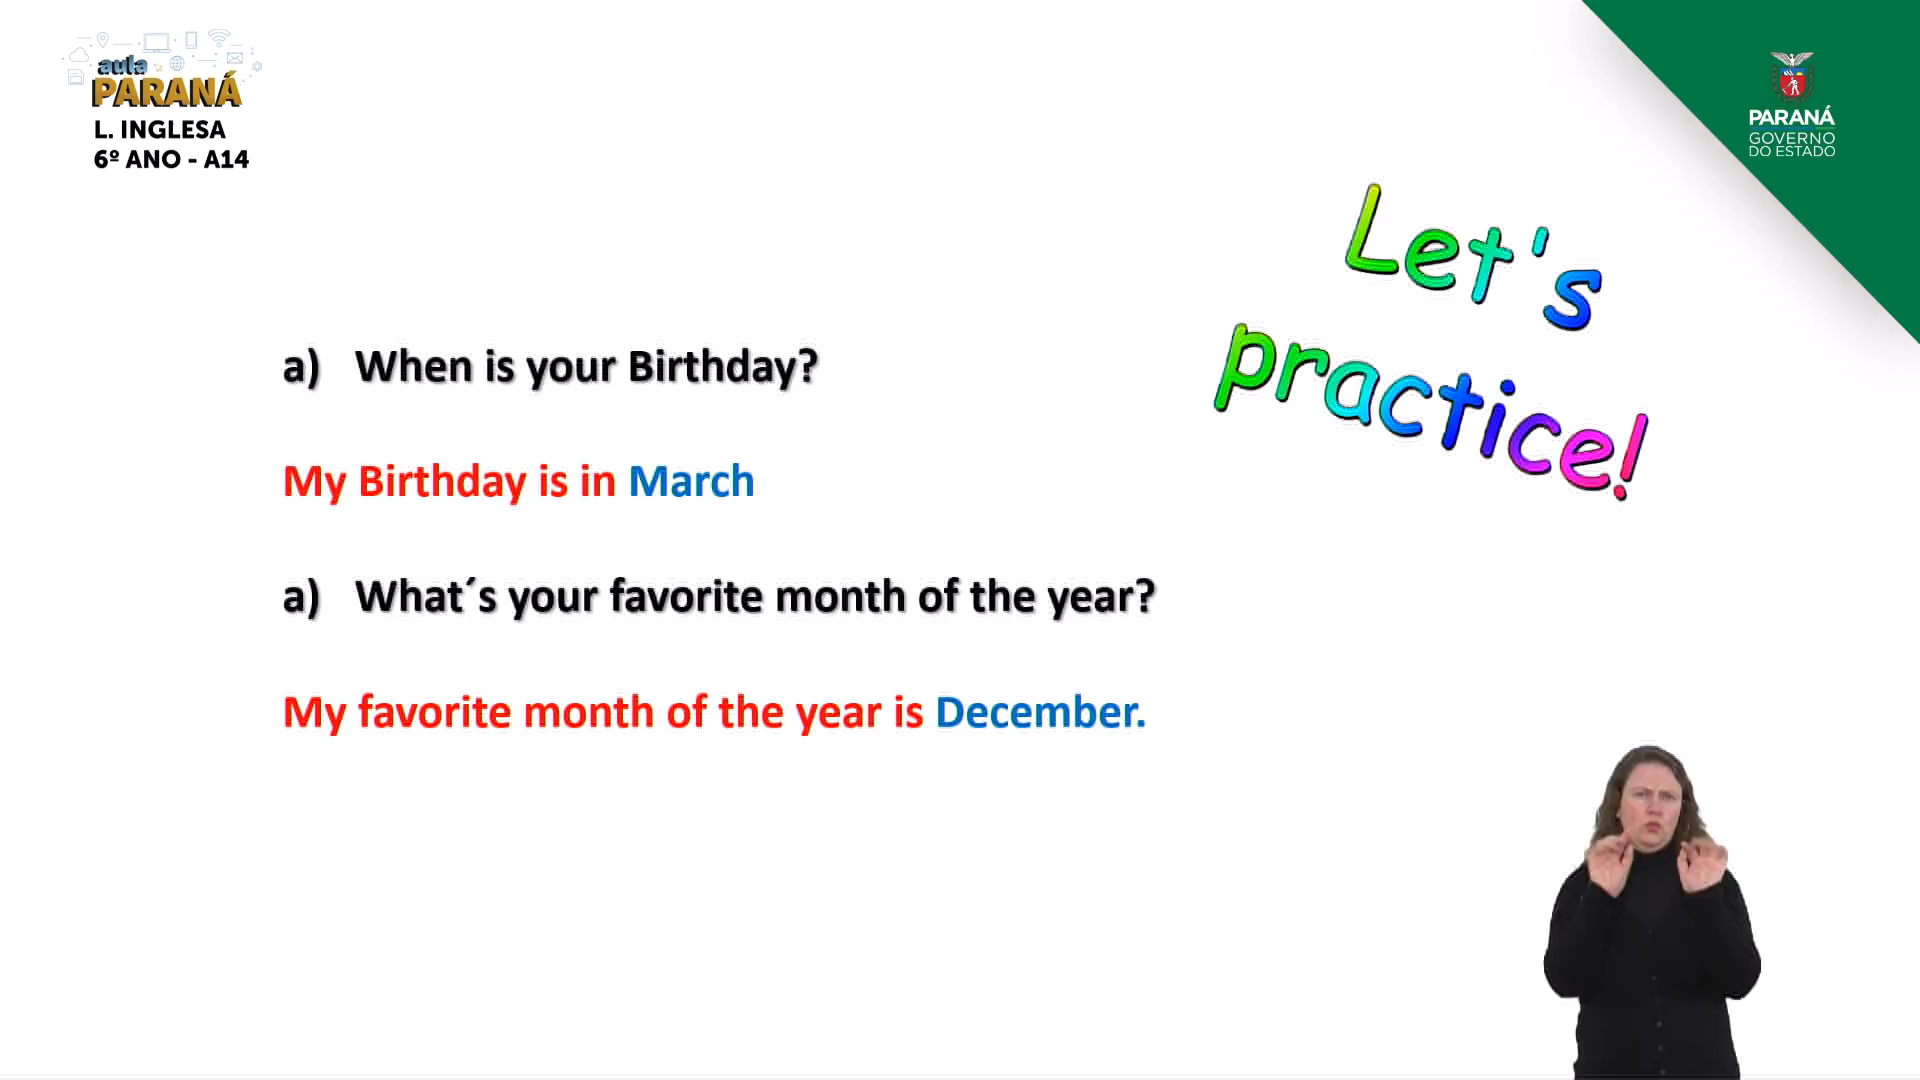 aula
PARANÁ
L. INGLESA
6º ANO - A14
PARANÁ
GOVERNO
DO ESTADO
Let's
practice!
a) When is your Birthday?
My Birthday is in March
a) What´s your favorite month of the year?
My favorite month of the year is December.